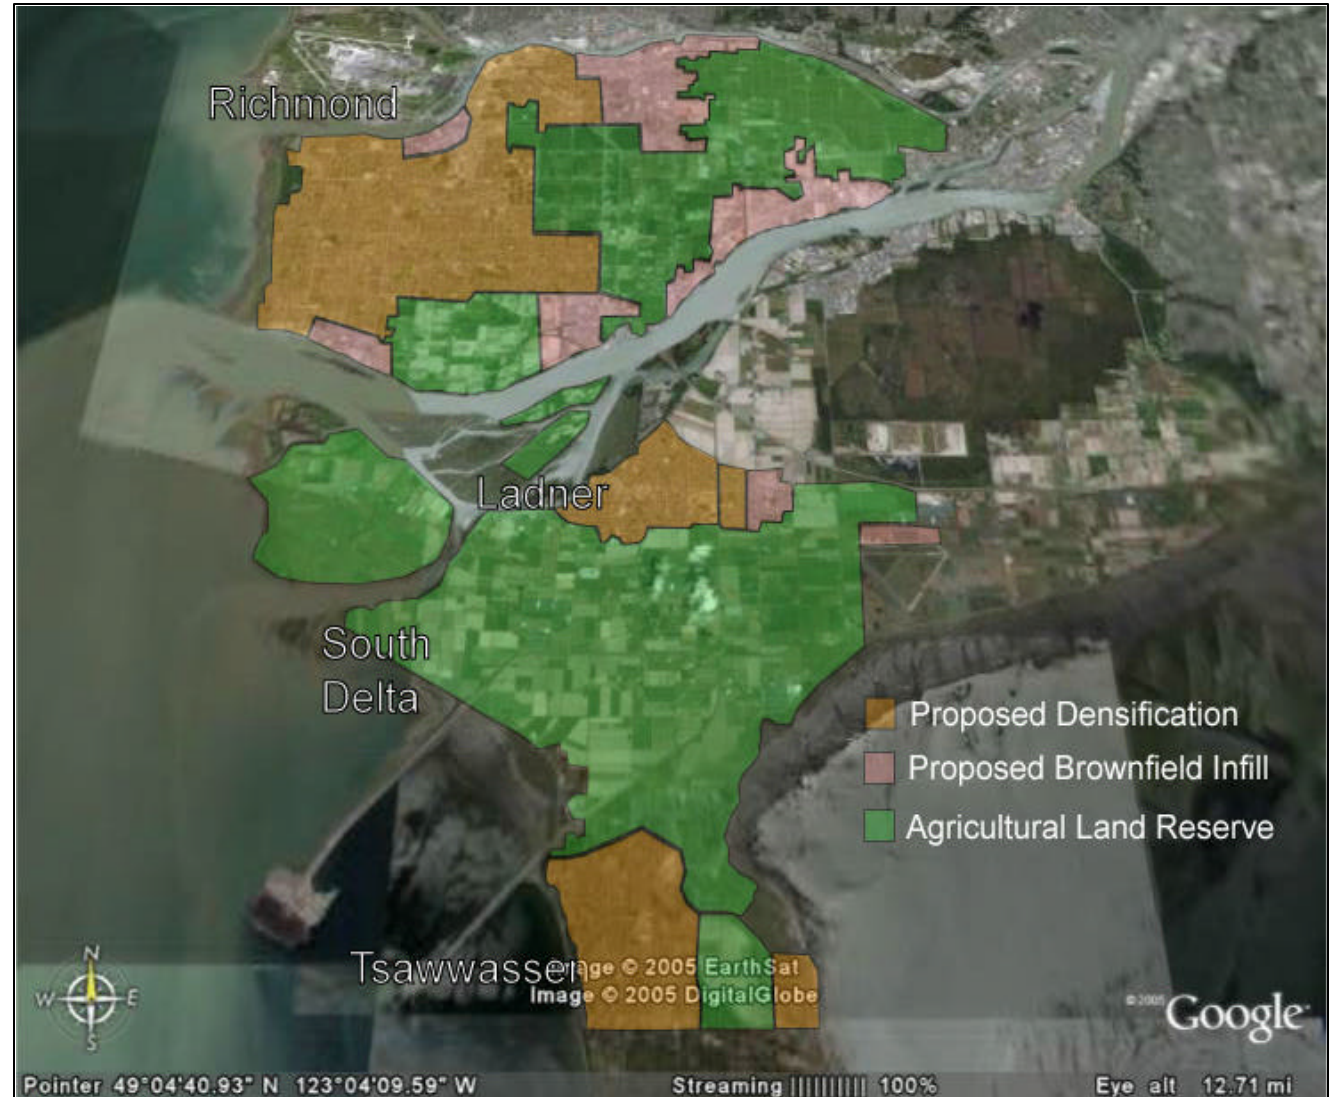 Richmond
Ladner
South
Delta
Proposed Densification
Proposed Brownfield Infill
Agricultural Land Reserve
Tsawwassen
Image © 2005 EarthSat
Image © 2005 DigitalGlobe
N
W E
S
© 2005 Google
Pointer 49°04'40.93" N 123°04'09.59" W Streaming |||||||||| 100% Eye alt 12.71 mi